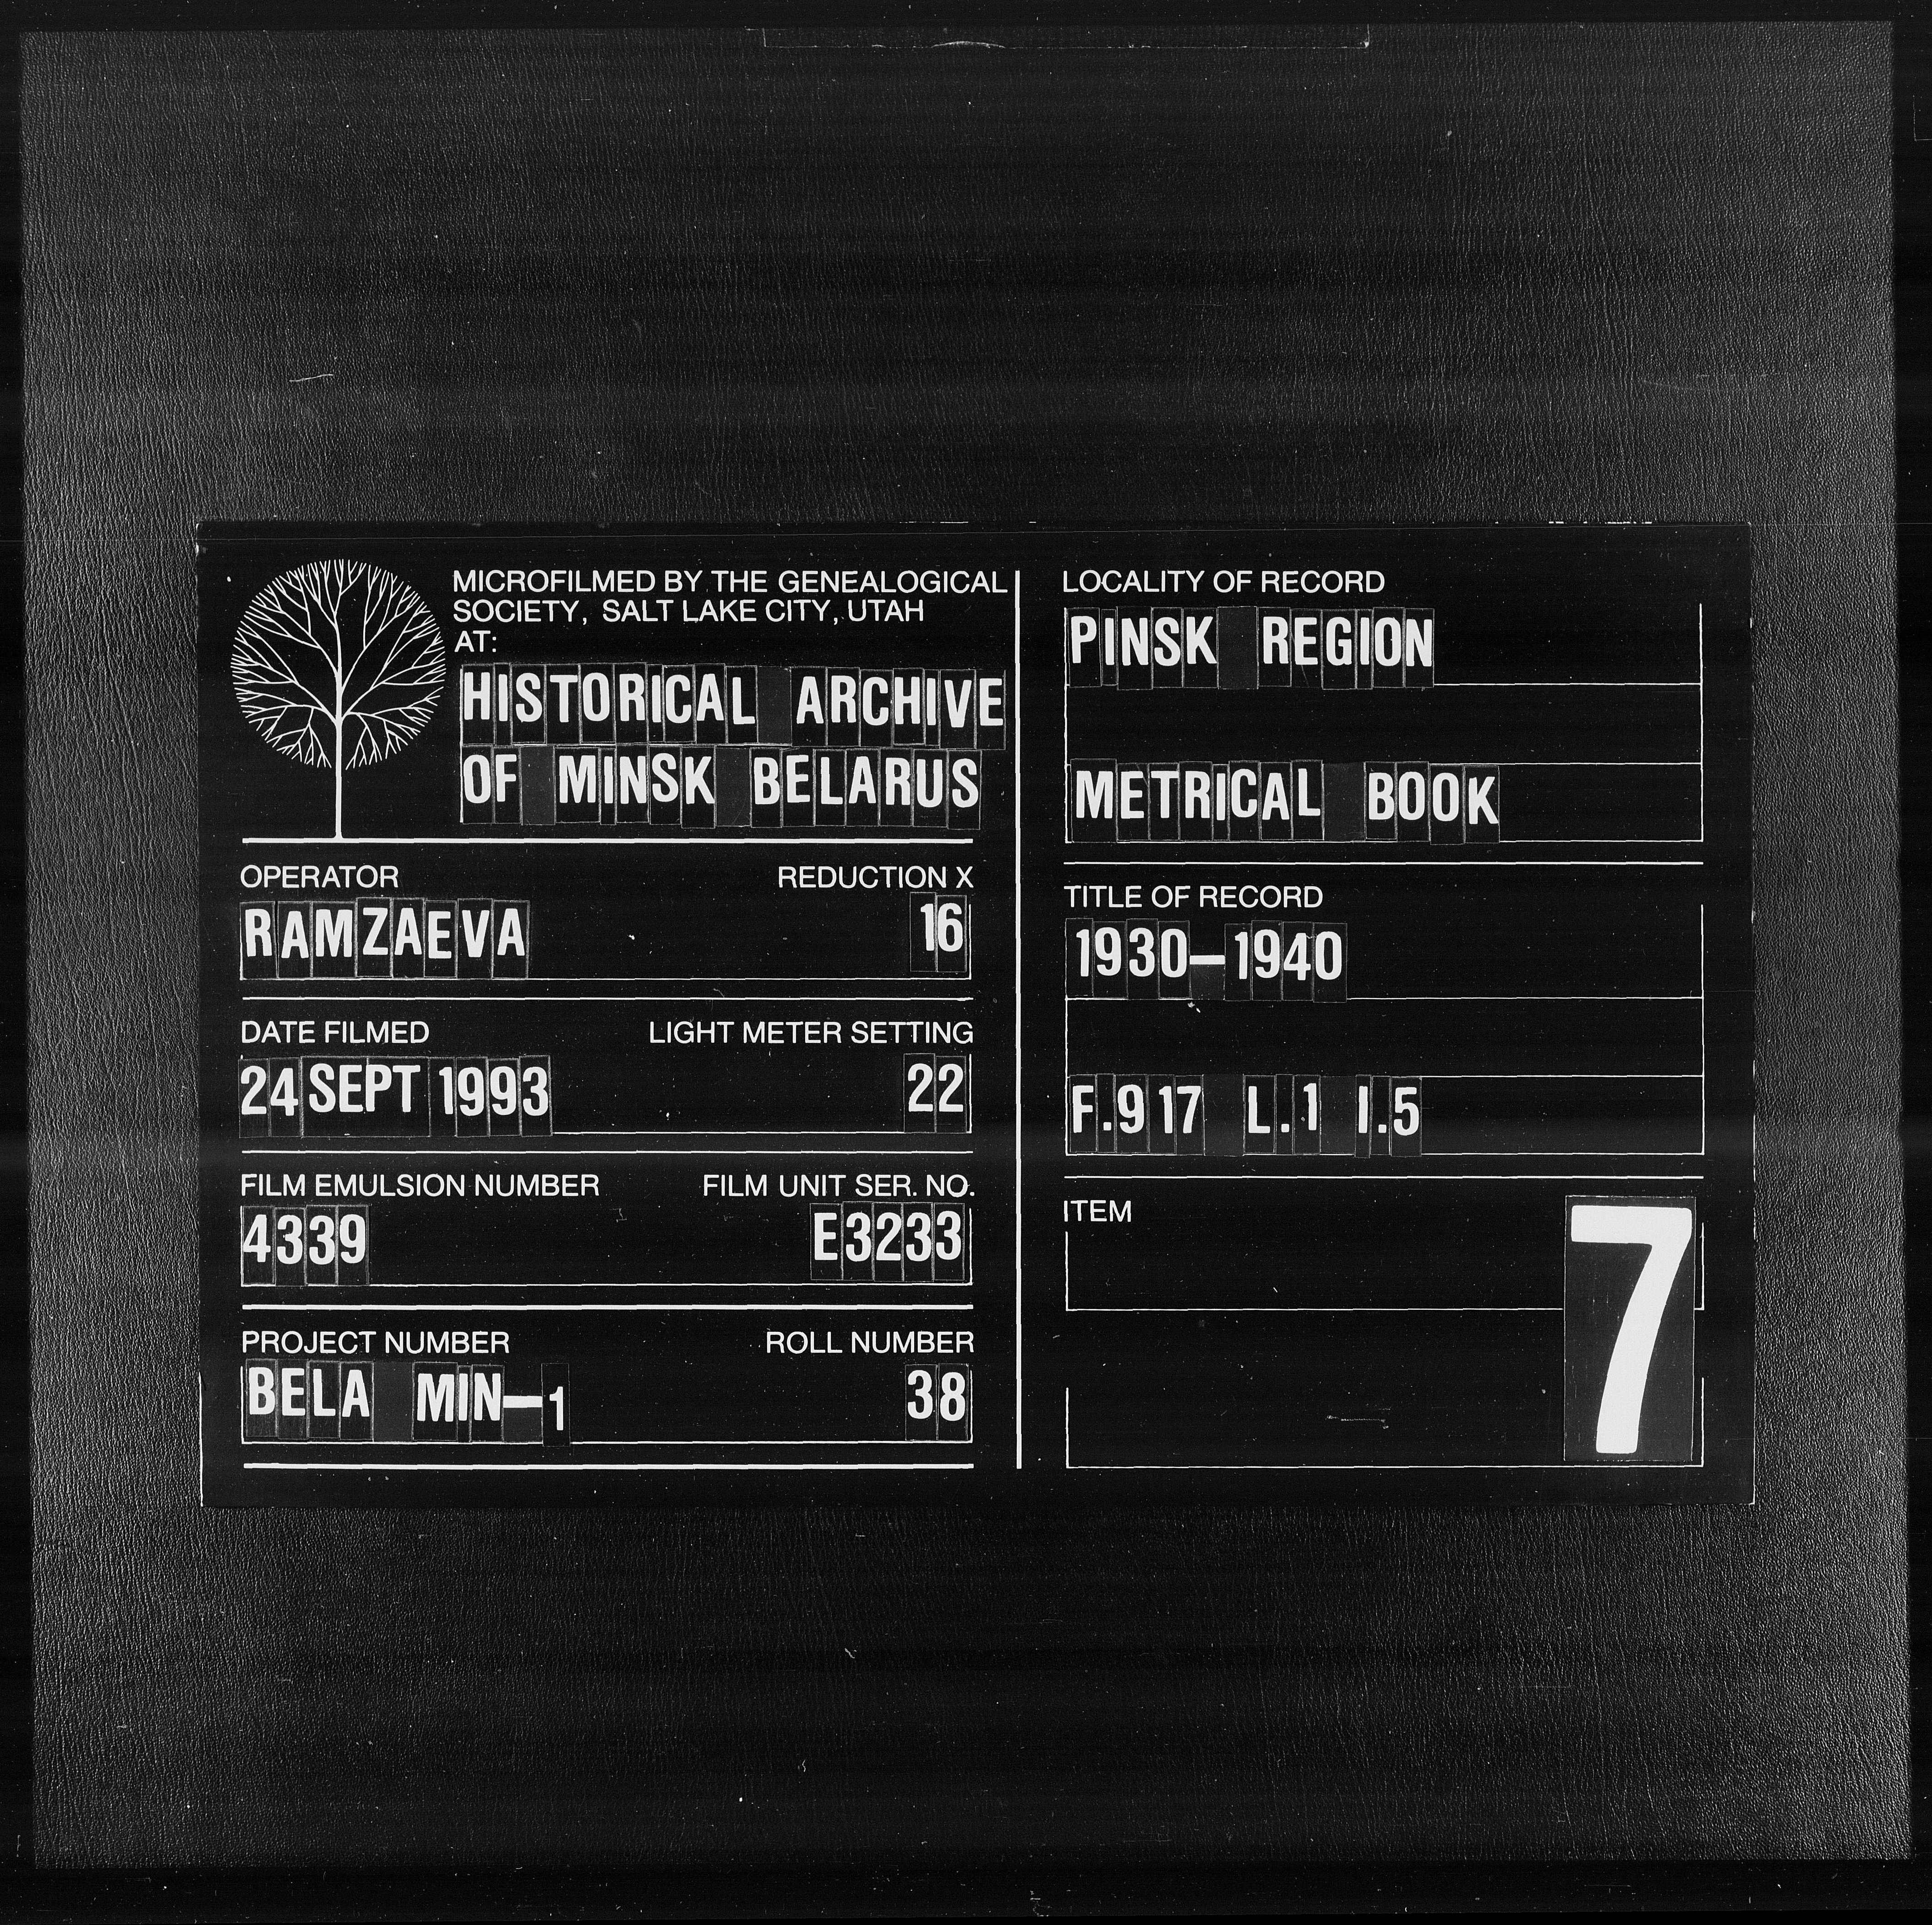 MICROFILMED BY THE GENEALOGICAL
SOCIETY, SALT LAKE CITY, UTAH
AT:
HISTORICAL ARCHIVE
OF MINSK BELARUS
OPERATOR REDUCTION X
RAMZAEVA 16
DATE FILMED LIGHT METER SETTING
24 SEPT 1993 22
FILM EMULSION NUMBER FILM UNIT SER. NO.
4339 E3233
PROJECT NUMBER ROLL NUMBER
BELA MIN-1 38
LOCALITY OF RECORD
PINSK REGION
METRICAL BOOK
TITLE OF RECORD
1930-1940
F.917 L.1 I.5
ITEM
7